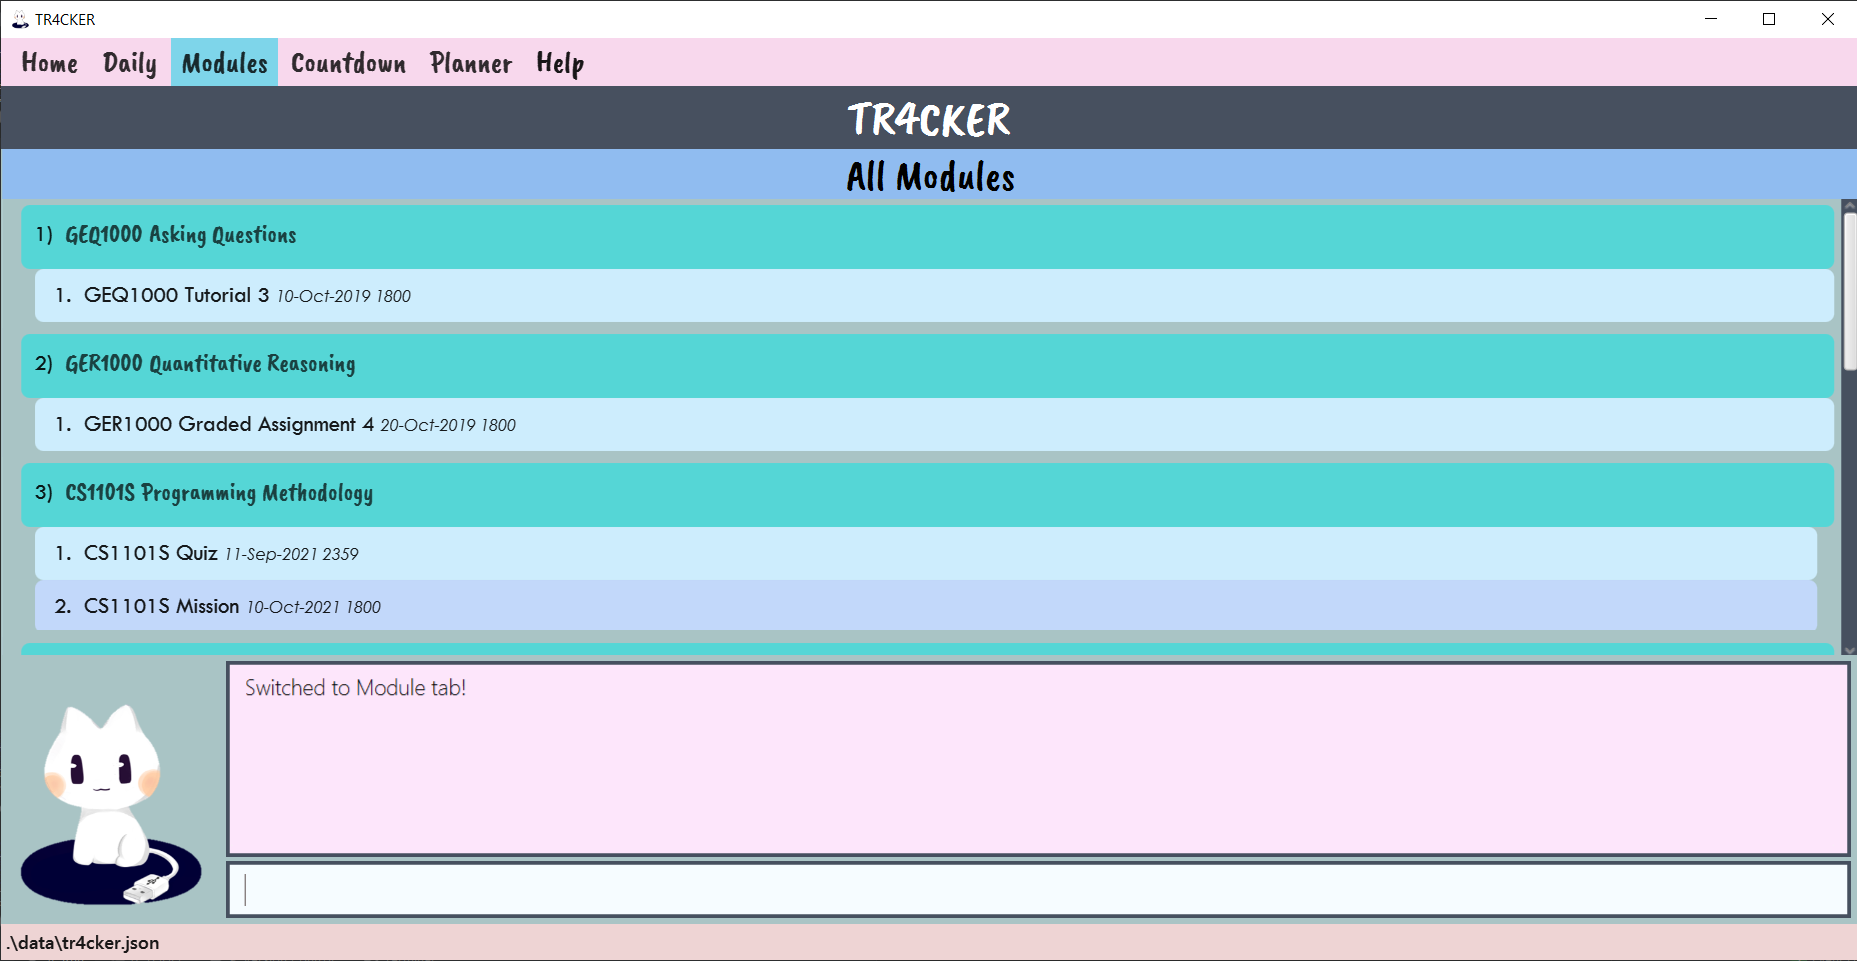 TR4CKER
Home Daily Modules Countdown Planner Help
TR4CKER
All Modules
1) GEQ1000 Asking Questions
1. GEQ1000 Tutorial 3 10-Oct-2019 1800
2) GER1000 Quantitative Reasoning
1. GER1000 Graded Assignment 4 20-Oct-2019 1800
3) CS1101S Programming Methodology
1. CS1101S Quiz 11-Sep-2021 2359
2. CS1101S Mission 10-Oct-2021 1800
Switched to Module tab!
.\data\tr4cker.json